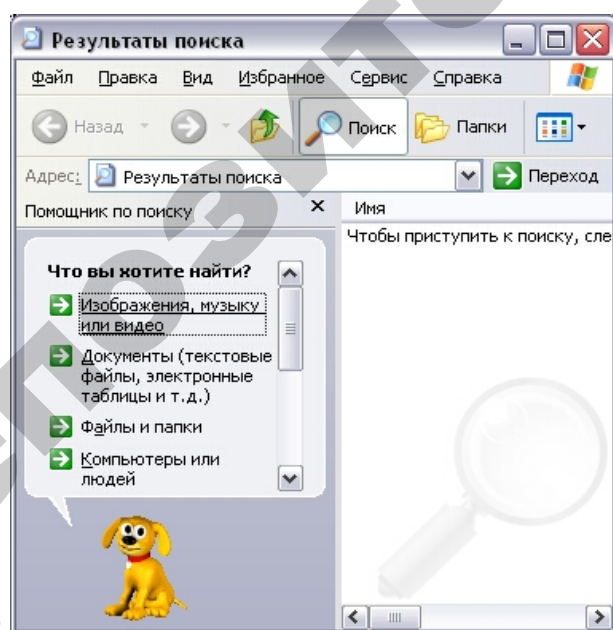 Результаты поиска
Файл Правка Вид Избранное Сервис Справка
Назад Поиск Папки
Адрес: Результаты поиска Переход
Помощник по поиску Имя
Чтобы приступить к поиску, сле
Что вы хотите найти?
Изображения, музыку
или видео
Документы (текстовые
файлы, электронные
таблицы и т.д.)
Файлы и папки
Компьютеры или
людей